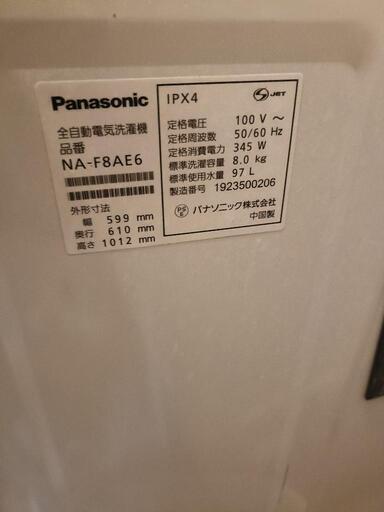 Panasonic
全自動電気洗濯機
品番
NA-F8AE6
外形寸法
幅 599 mm
奥行 610 mm
高さ 1012 mm
IPX4
S JET
定格電圧 100 V ～
定格周波数 50/60 Hz
定格消費電力 345 W
標準洗濯容量 8.0 kg
標準使用水量 97 L
製造番号 1923500206
PS E パナソニック株式会社
中国製